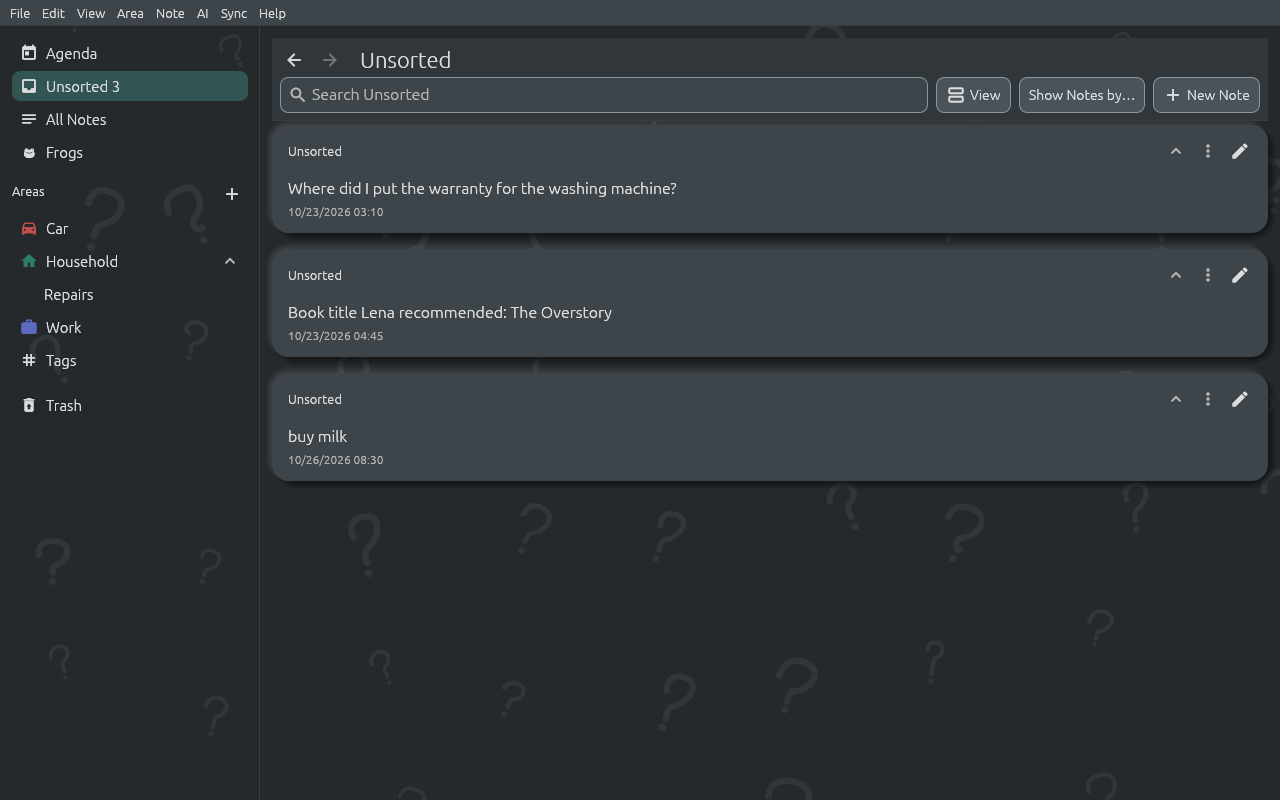 File Edit View Area Note AI Sync Help
Agenda
Unsorted 3
All Notes
Frogs
Areas
Car
Household
Repairs
Work
Tags
Trash
Unsorted
Search Unsorted
View
Show Notes by...
New Note
Unsorted
Where did I put the warranty for the washing machine?
10/23/2026 03:10
Unsorted
Book title Lena recommended: The Overstory
10/23/2026 04:45
Unsorted
buy milk
10/26/2026 08:30